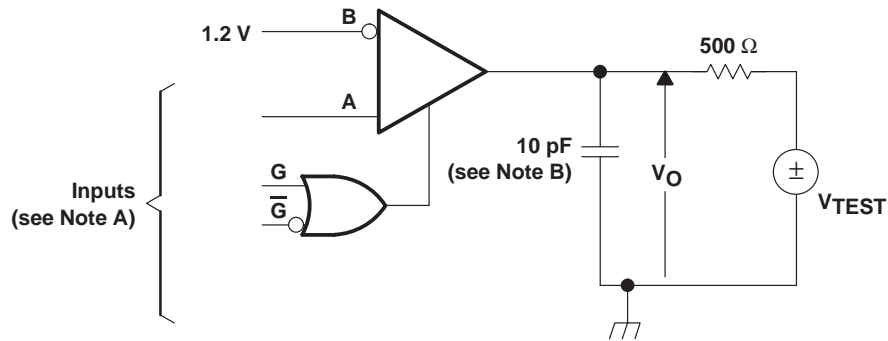 B
1.2 V
500 Ω
A
10 pF
(see Note B)
VO
±
VTEST
G
G̅
Inputs
(see Note A)